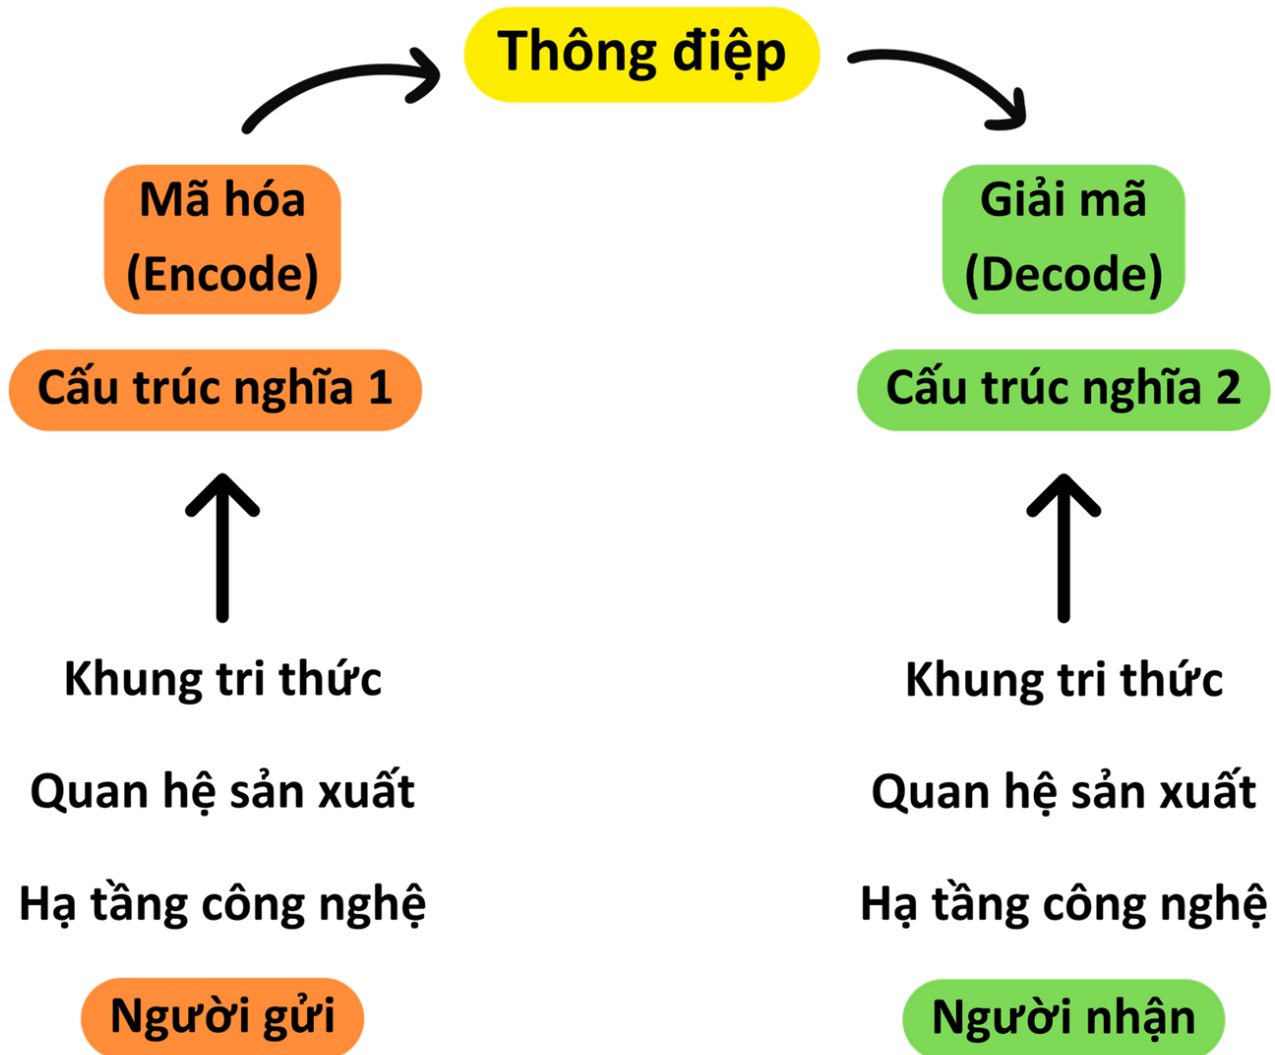 Thông điệp
Mã hóa
(Encode)
Cấu trúc nghĩa 1
Khung tri thức
Quan hệ sản xuất
Hạ tầng công nghệ
Người gửi
Giải mã
(Decode)
Cấu trúc nghĩa 2
Khung tri thức
Quan hệ sản xuất
Hạ tầng công nghệ
Người nhận